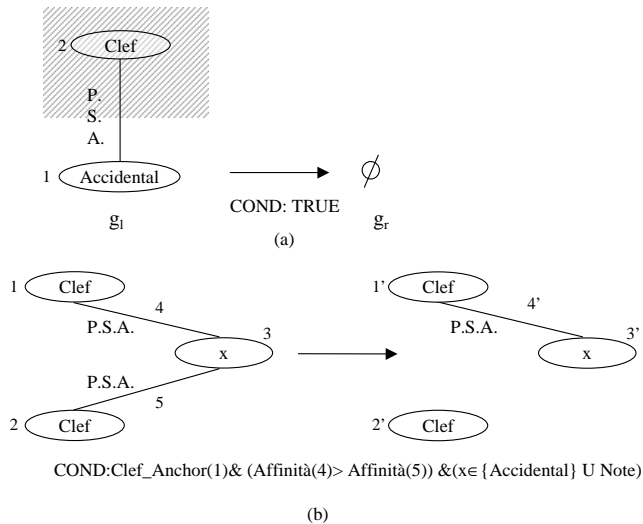 2 Clef
P.
S.
A.
1 Accidental
COND: TRUE
g_l g_r
(a)
1 Clef 4 1’ Clef 4’
P.S.A. 3 P.S.A. 3’
x x
P.S.A.
5
2 Clef 2’ Clef
COND:Clef_Anchor(1)& (Affinità(4)> Affinità(5)) &(x∈{Accidental} U Note)
(b)